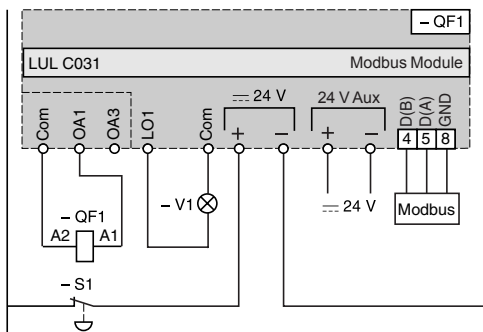 – QF1
LUL C031 Modbus Module
⎓ 24 V 24 V Aux
Com OA1 OA3 LO1 Com + – + – D(B) D(A) GND
4 5 8
– V1
⎓ 24 V
Modbus
– QF1
A2 A1
– S1